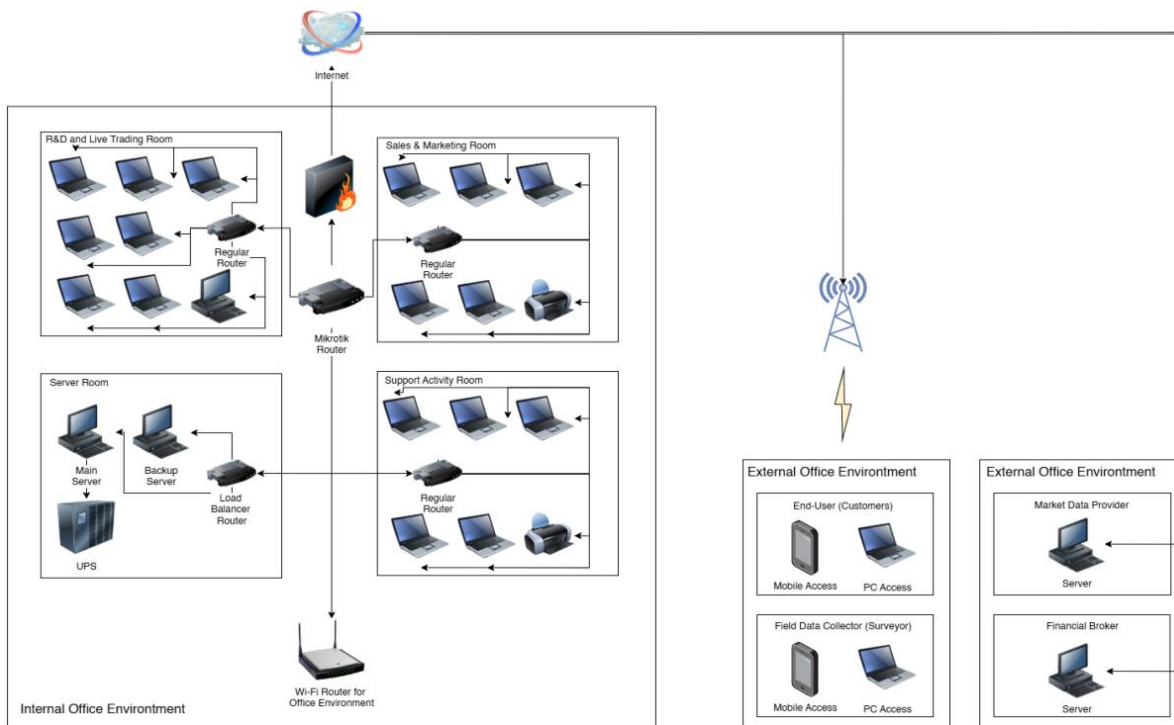 Internet
R&D and Live Trading Room
Regular
Router
Mikrotik
Router
Sales & Marketing Room
Regular
Router
Server Room
Main
Server
Backup
Server
Load
Balancer
Router
UPS
Support Activity Room
Regular
Router
Wi-Fi Router for
Office Environment
Internal Office Environtment
External Office Environtment
End-User (Customers)
Mobile Access
PC Access
Field Data Collector (Surveyor)
Mobile Access
PC Access
External Office Environtment
Market Data Provider
Server
Financial Broker
Server